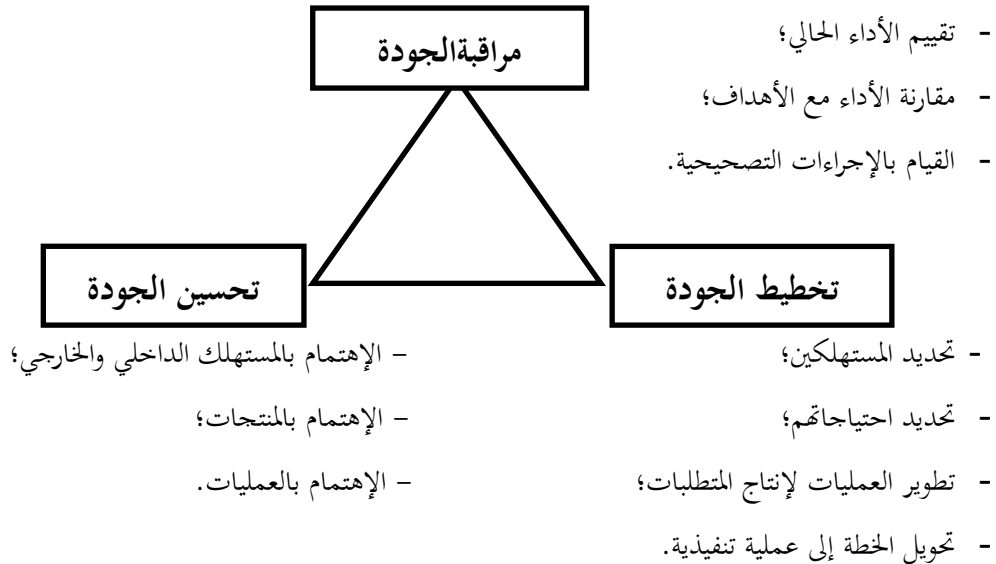 مراقبةالجودة
- تقييم الأداء الحالي؛
- مقارنة الأداء مع الأهداف؛
- القيام بالإجراءات التصحيحية.
تخطيط الجودة
- تحديد المستهلكين؛
- تحديد احتياجاتهم؛
- تطوير العمليات لإنتاج المتطلبات؛
- تحويل الخطة إلى عملية تنفيذية.
تحسين الجودة
– الإهتمام بالمستهلك الداخلي والخارجي؛
– الإهتمام بالمنتجات؛
– الإهتمام بالعمليات.